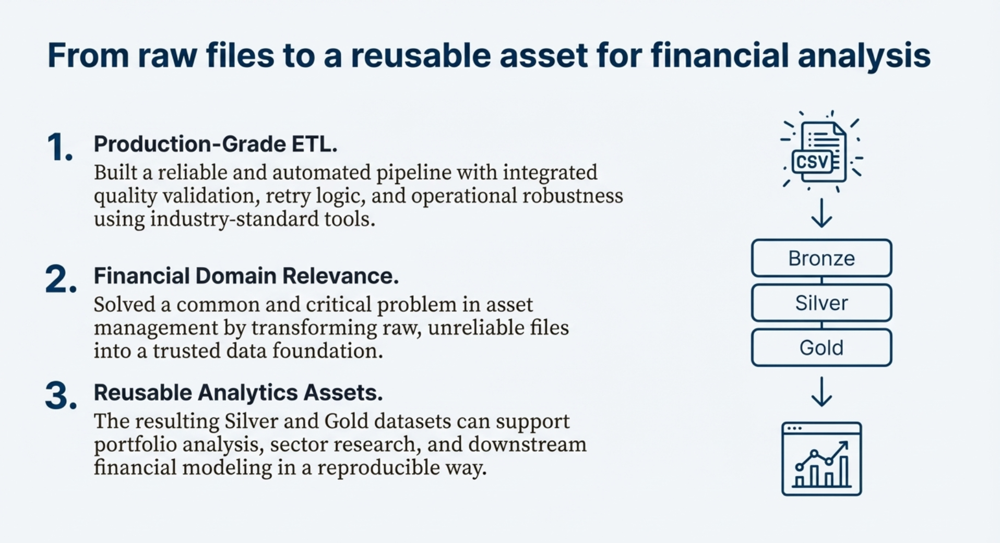 From raw files to a reusable asset for financial analysis
1. Production-Grade ETL.
Built a reliable and automated pipeline with integrated
quality validation, retry logic, and operational robustness
using industry-standard tools.
2. Financial Domain Relevance.
Solved a common and critical problem in asset
management by transforming raw, unreliable files
into a trusted data foundation.
3. Reusable Analytics Assets.
The resulting Silver and Gold datasets can support
portfolio analysis, sector research, and downstream
financial modeling in a reproducible way.
CSV
Bronze
Silver
Gold